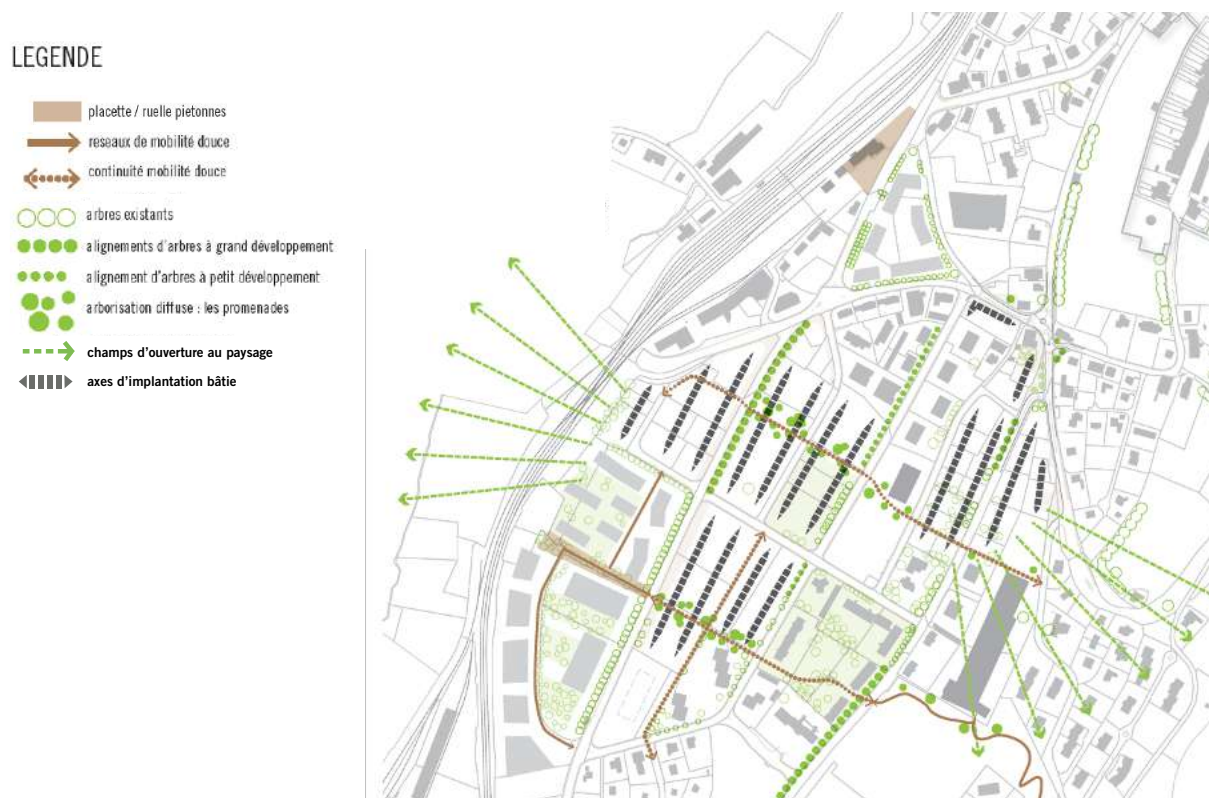 LEGENDE
placette / ruelle pietonnes
reseaux de mobilité douce
continuité mobilité douce
arbres existants
alignements d'arbres à grand développement
alignement d'arbres à petit développement
arborisation diffuse : les promenades
champs d'ouverture au paysage
axes d'implantation bâtie